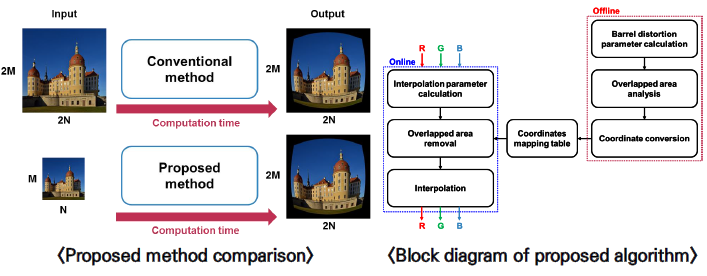 Input
Output
2M
Conventional
method
2M
2N
Computation time
2N
M
N
Proposed
method
2M
Computation time
2N
〈Proposed method comparison〉
Offline
Barrel distortion
parameter calculation
Overlapped area
analysis
Coordinate conversion
Coordinates
mapping table
R G B
Online
Interpolation parameter
calculation
Overlapped area
removal
Interpolation
R G B
〈Block diagram of proposed algorithm〉